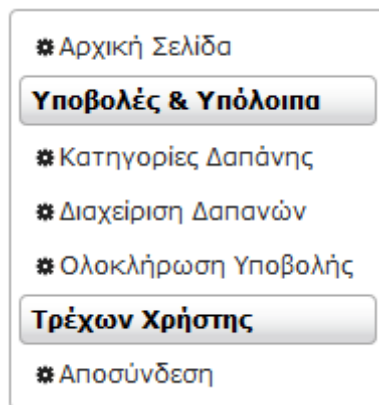 Αρχική Σελίδα
Υποβολές & Υπόλοιπα
Κατηγορίες Δαπάνης
Διαχείριση Δαπανών
Ολοκλήρωση Υποβολής
Τρέχων Χρήστης
Αποσύνδεση